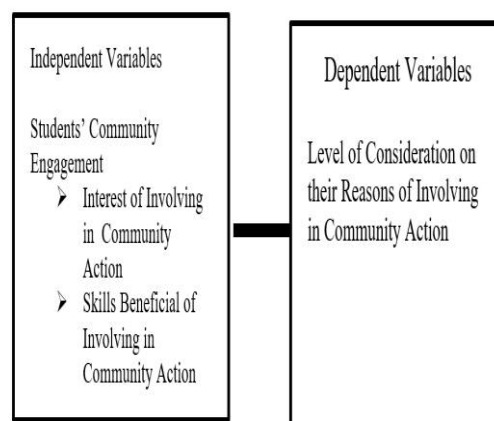 Independent Variables
Students' Community
Engagement
➢ Interest of Involving
in Community
Action
➢ Skills Beneficial of
Involving in
Community Action
Dependent Variables
Level of Consideration on
their Reasons of Involving
in Community Action